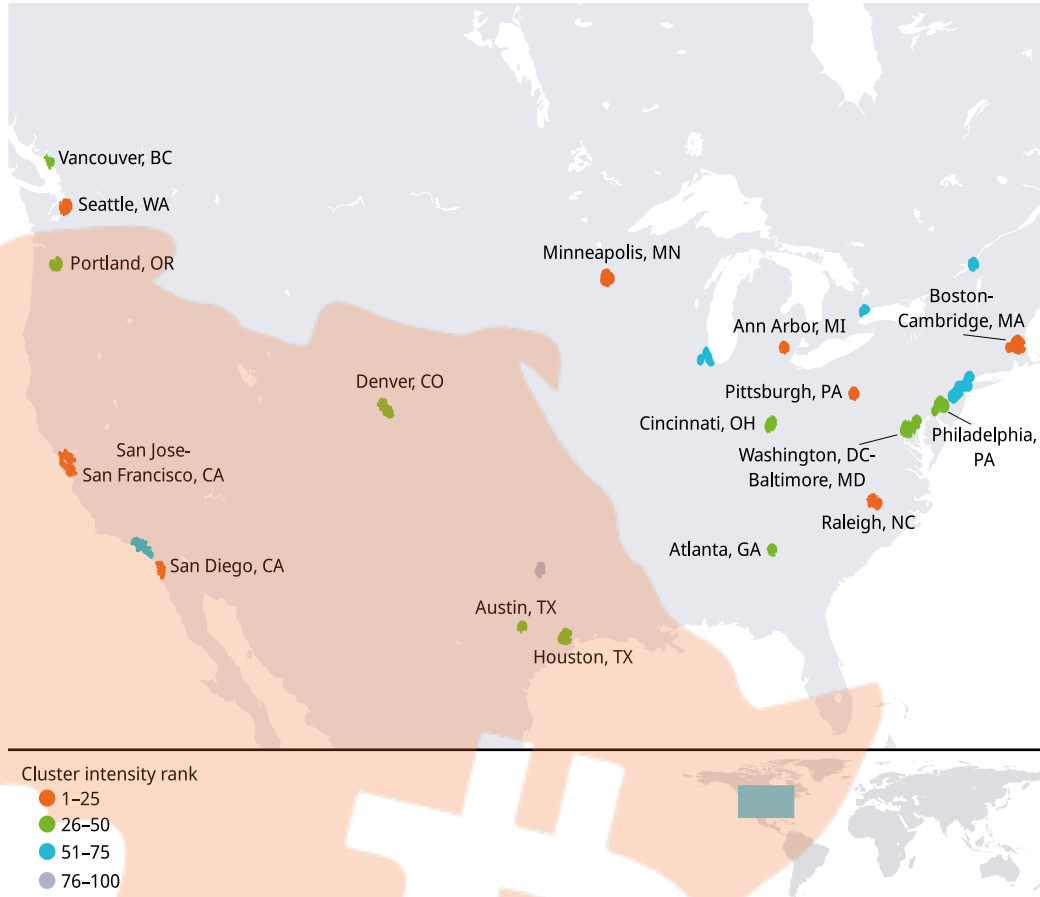 Vancouver, BC
Seattle, WA
Portland, OR
Minneapolis, MN
Boston-
Cambridge, MA
Ann Arbor, MI
Denver, CO
Pittsburgh, PA
Cincinnati, OH
Philadelphia,
PA
San Jose-
San Francisco, CA
Washington, DC-
Baltimore, MD
Raleigh, NC
Atlanta, GA
San Diego, CA
Austin, TX
Houston, TX
Cluster intensity rank
1–25
26–50
51–75
76–100